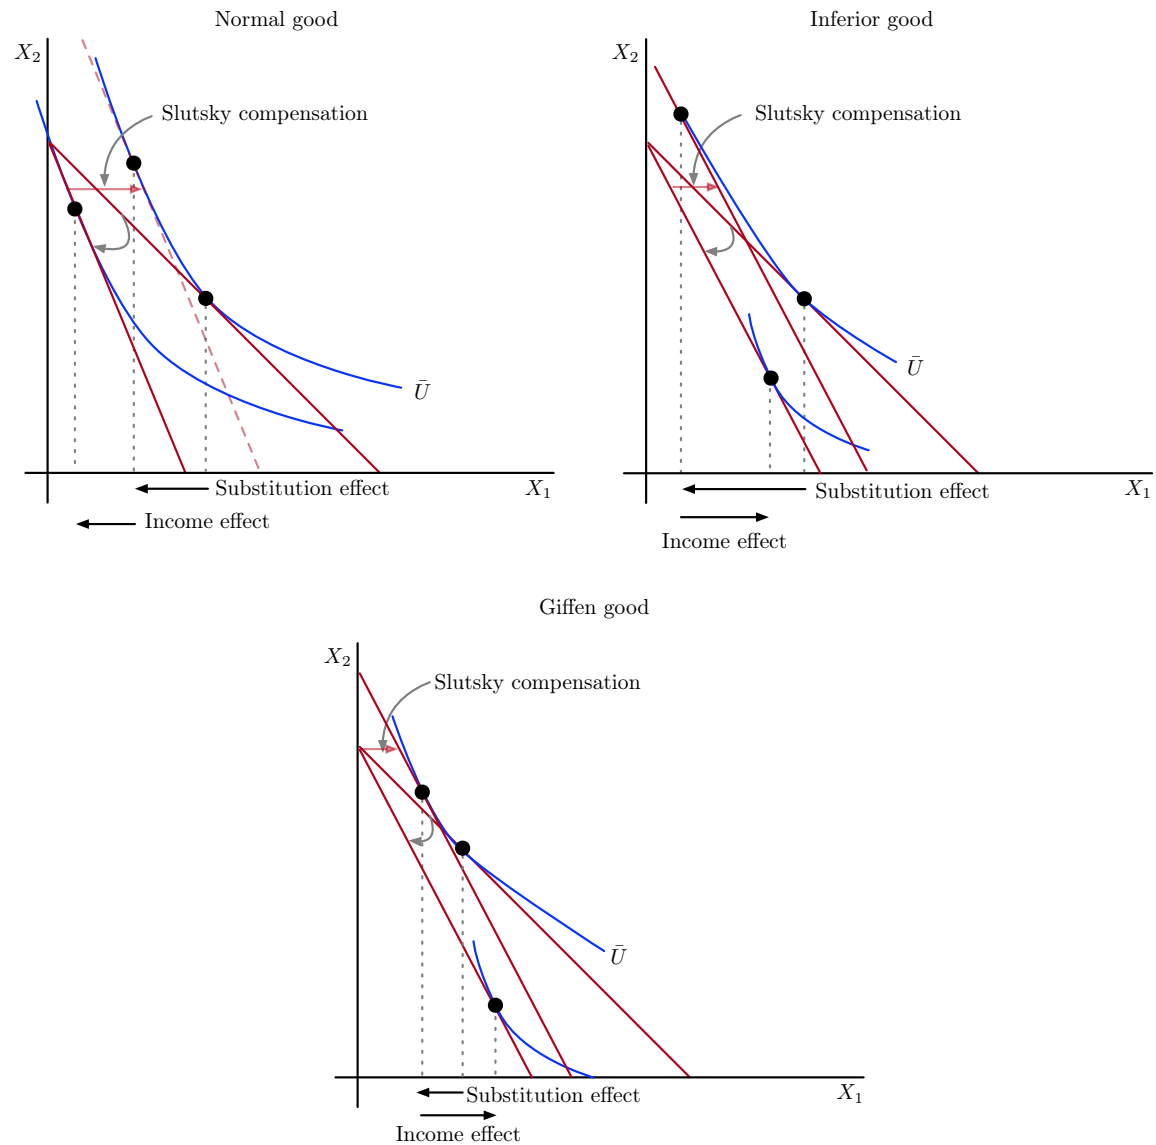 Normal good
X₂
Slutsky compensation
Ū
Substitution effect
X₁
Income effect
Inferior good
X₂
Slutsky compensation
Ū
Substitution effect
X₁
Income effect
Giffen good
X₂
Slutsky compensation
Ū
Substitution effect
X₁
Income effect